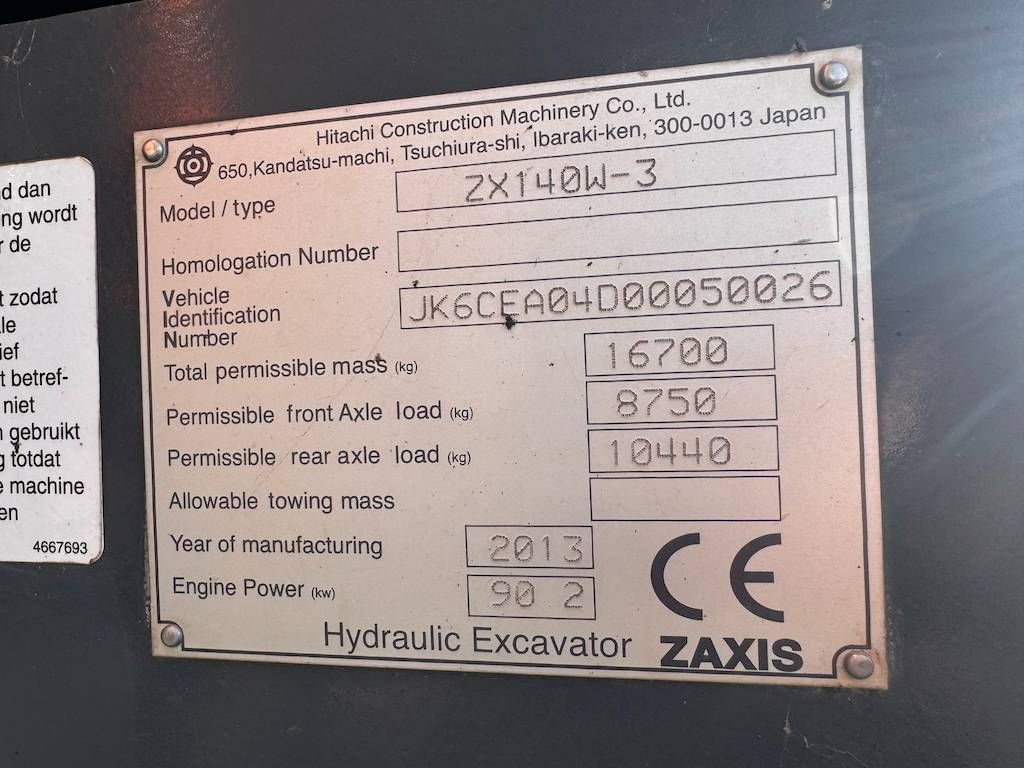 nd dan
ng wordt
r de
t zodat
ale
ief
t betref-
niet
n gebruikt
g totdat
e machine
en
4667693
Hitachi Construction Machinery Co., Ltd.
650,Kandatsu-machi, Tsuchiura-shi, Ibaraki-ken, 300-0013 Japan
Model / type ZX140W-3
Homologation Number
Vehicle
Identification
Number JK6CEA04D00050026
Total permissible mass (kg) 16700
Permissible front Axle load (kg) 8750
Permissible rear axle load (kg) 10440
Allowable towing mass
Year of manufacturing 2013
Engine Power (kw) 90 2
CE
Hydraulic Excavator ZAXIS